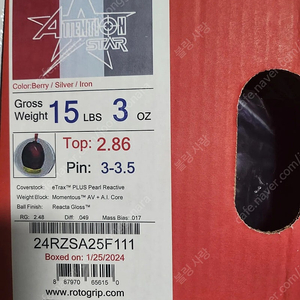 ATTENTION
STAR
Color:Berry / Silver / Iron
Gross Weight 15 LBS 3 OZ
Top: 2.86
Pin: 3-3.5
Coverstock: eTrax™ PLUS Pearl Reactive
Weight Block: Momentous™ AV + A.I. Core
Ball Finish: Reacta Gloss™
RG: 2.48 Diff: .049 Mass Bias: .017
24RZSA25F111
Boxed on: 1/25/2024
8 87970 65615 0
www.rotogrip.com